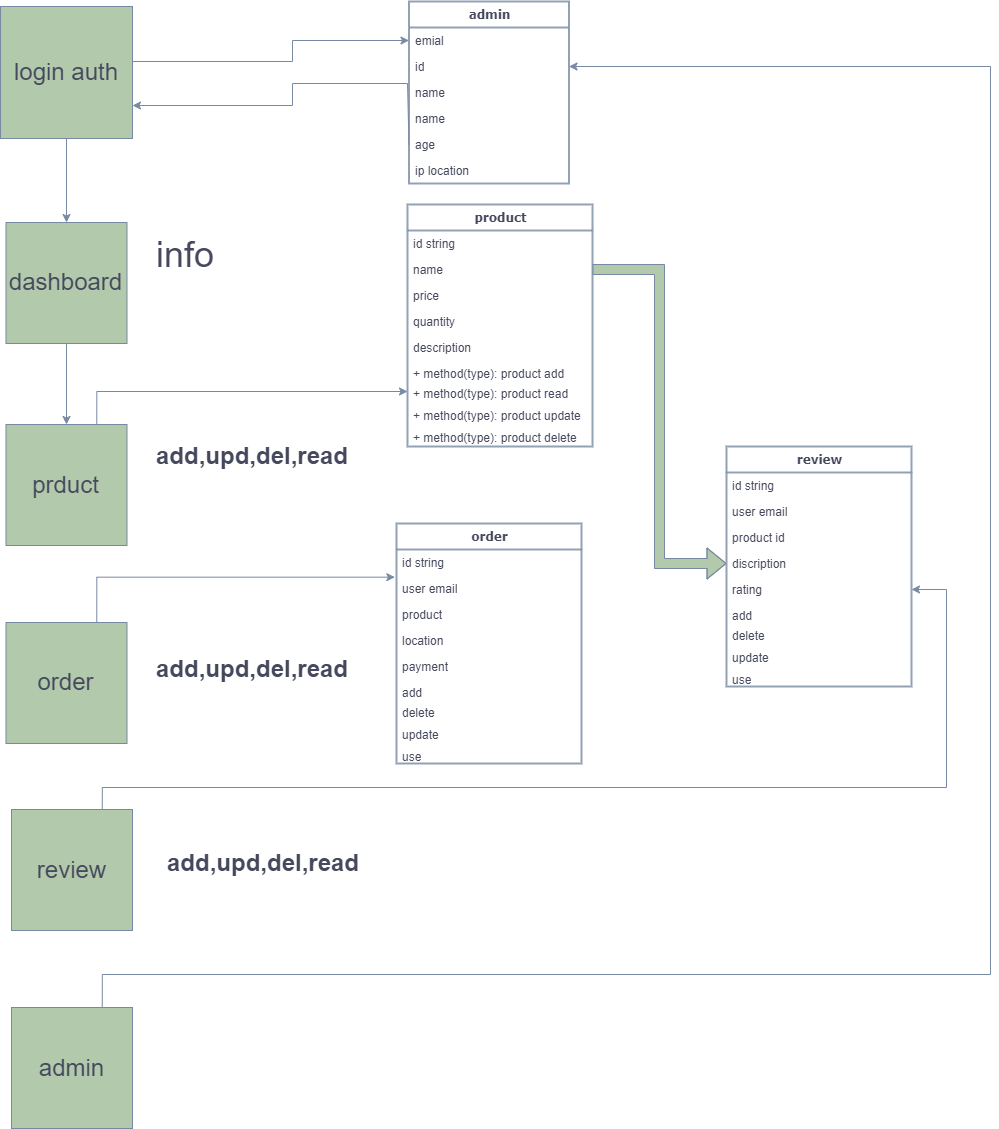 login auth
admin
emial
id
name
name
age
ip location
dashboard
info
product
id string
name
price
quantity
description
+ method(type): product add
+ method(type): product read
+ method(type): product update
+ method(type): product delete
prduct
add,upd,del,read
review
id string
user email
product id
discription
rating
add
delete
update
use
order
id string
user email
product
location
payment
add
delete
update
use
order
add,upd,del,read
review
add,upd,del,read
admin